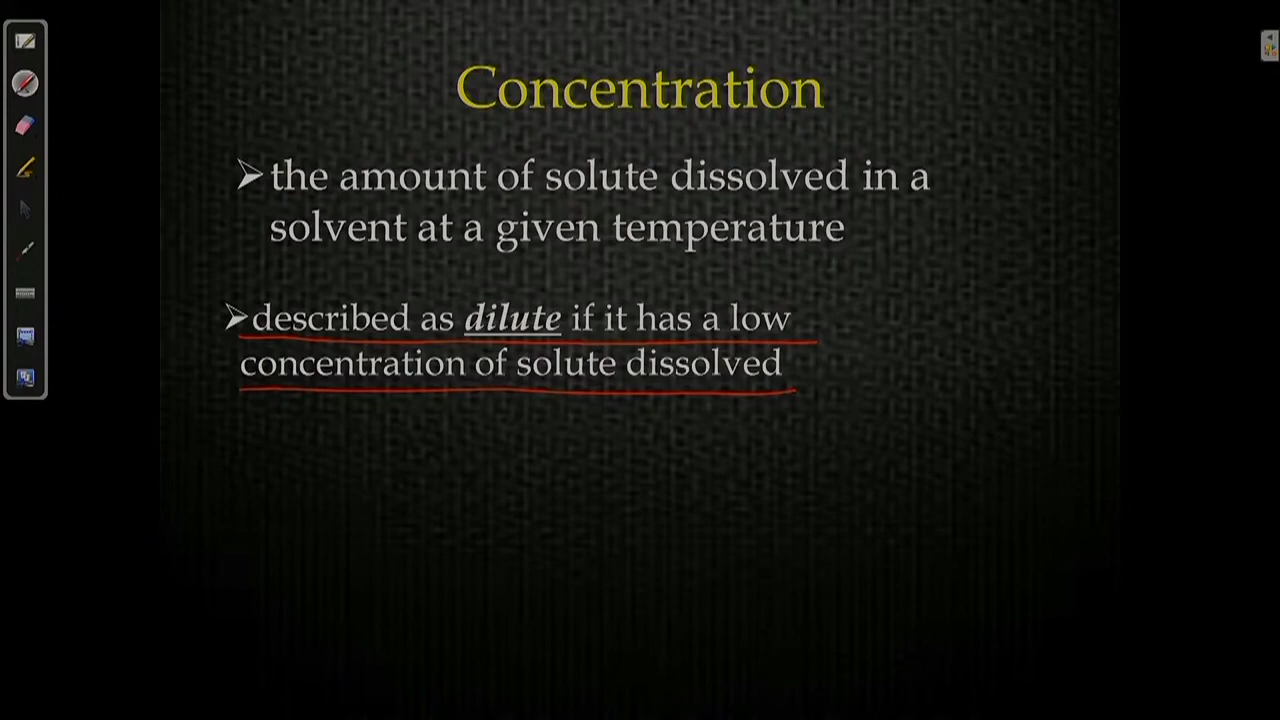 Concentration
➢the amount of solute dissolved in a
solvent at a given temperature
➢described as dilute if it has a low
concentration of solute dissolved